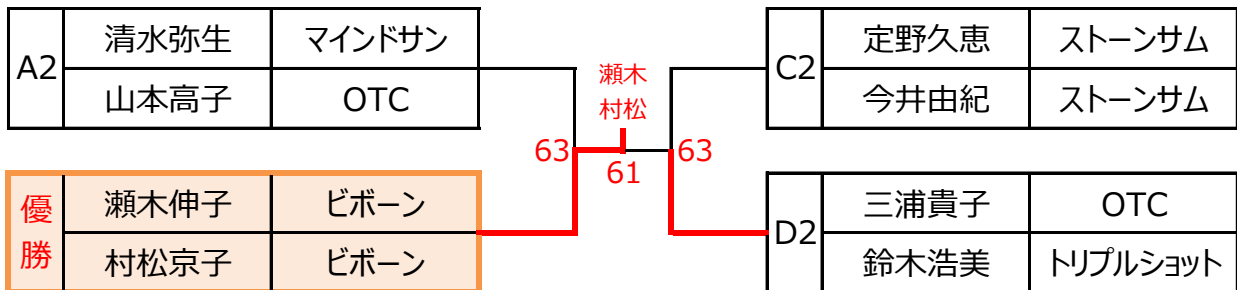 A2 清水弥生 マインドサン
山本高子 OTC
優勝 瀬木伸子 ビボーン
村松京子 ビボーン
63
瀬木
村松
61
63
C2 定野久恵 ストーンサム
今井由紀 ストーンサム
D2 三浦貴子 OTC
鈴木浩美 トリプルショット